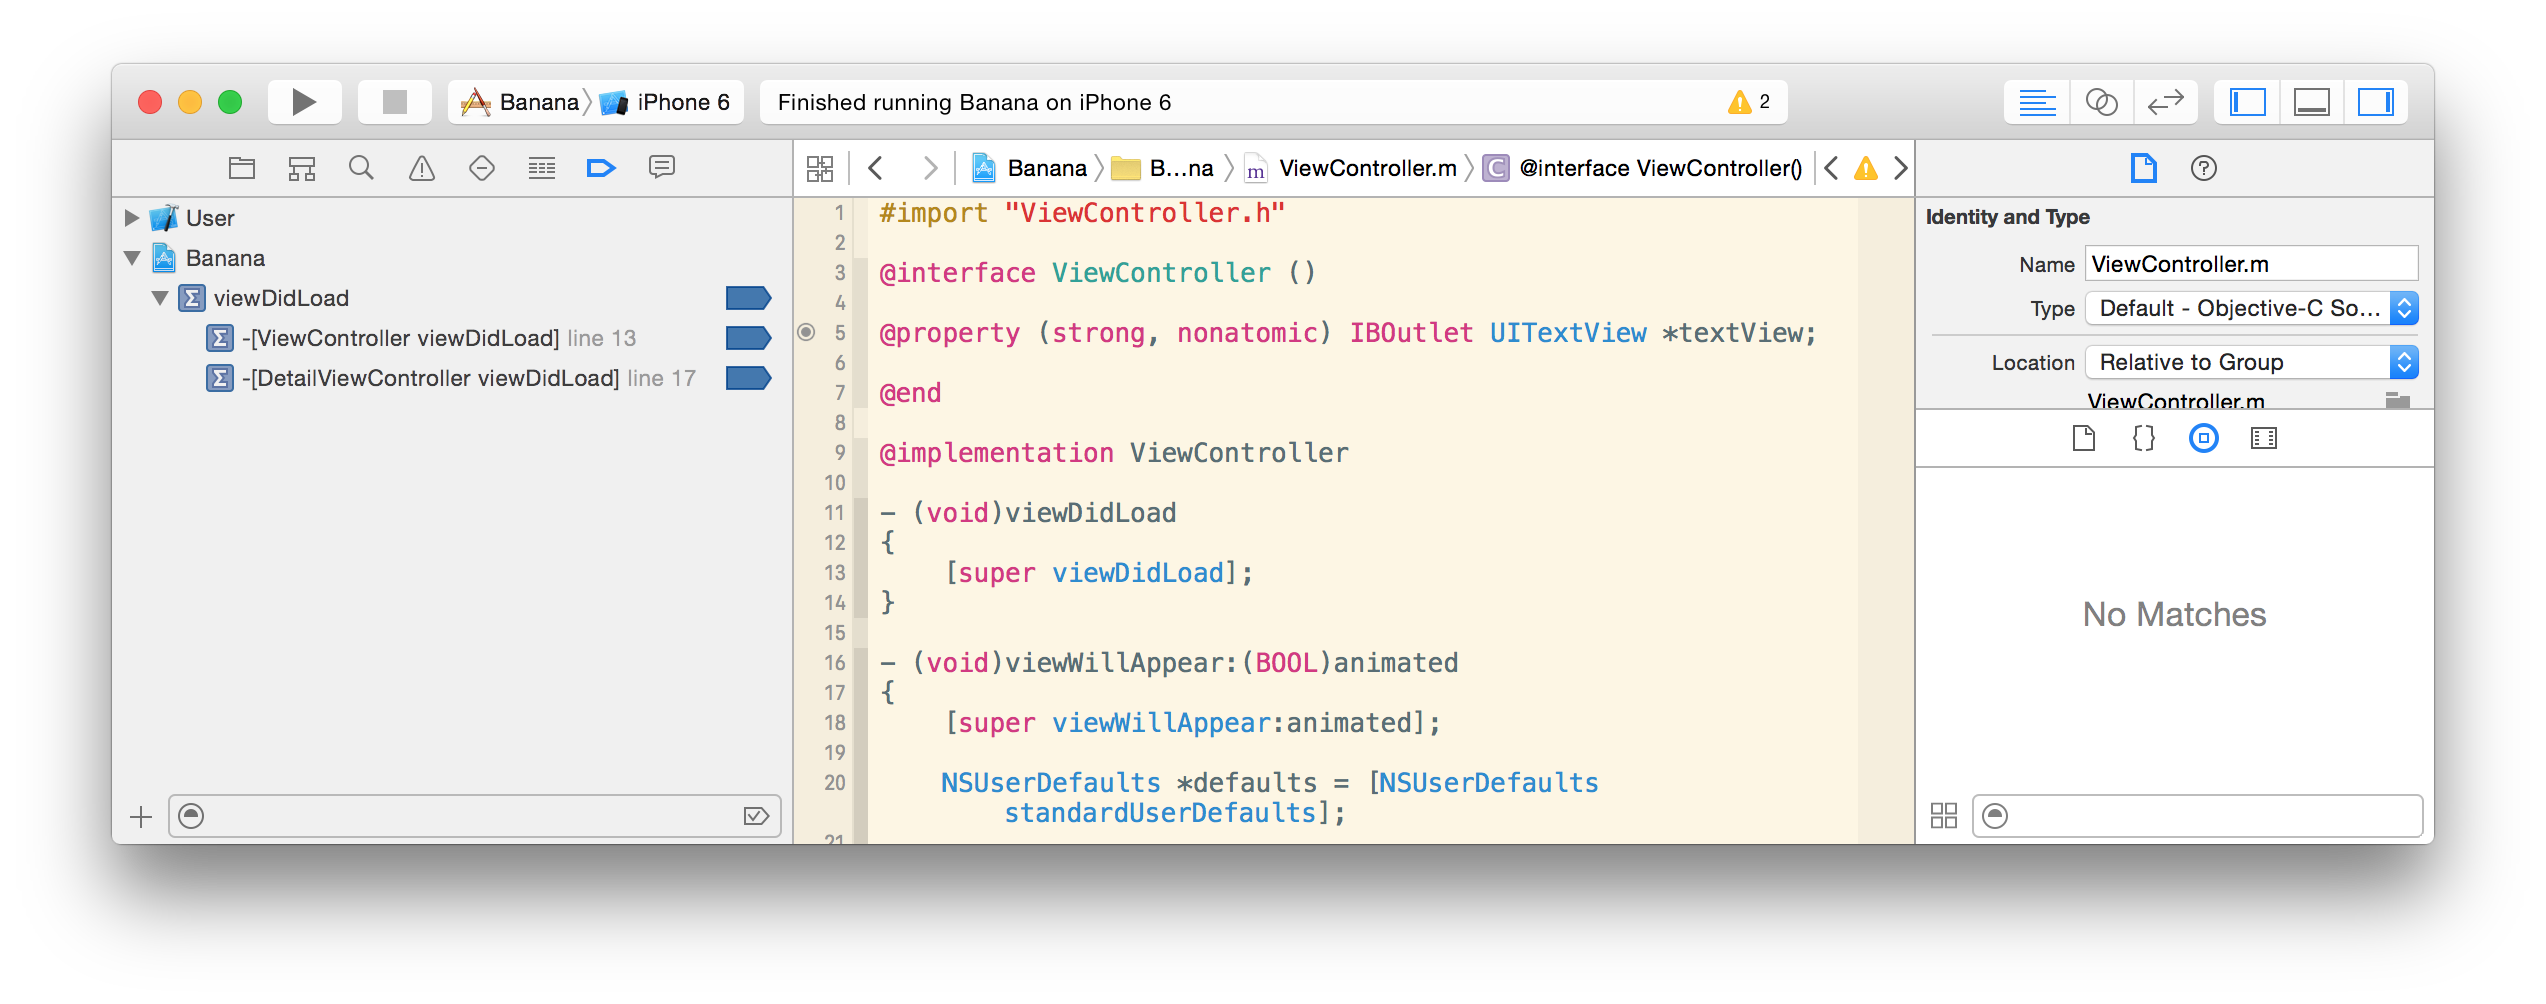 Banana iPhone 6
Finished running Banana on iPhone 6
2
User
Banana
viewDidLoad
-[ViewController viewDidLoad] line 13
-[DetailViewController viewDidLoad] line 17
Banana B...na m ViewController.m C @interface ViewController()
1 #import "ViewController.h"
2
3 @interface ViewController ()
4
5 @property (strong, nonatomic) IBOutlet UITextView *textView;
6
7 @end
8
9 @implementation ViewController
10
11 - (void)viewDidLoad
12 {
13     [super viewDidLoad];
14 }
15
16 - (void)viewWillAppear:(BOOL)animated
17 {
18     [super viewWillAppear:animated];
19
20     NSUserDefaults *defaults = [NSUserDefaults
        standardUserDefaults];
21
Identity and Type
Name ViewController.m
Type Default - Objective-C So...
Location Relative to Group
ViewController.m
No Matches